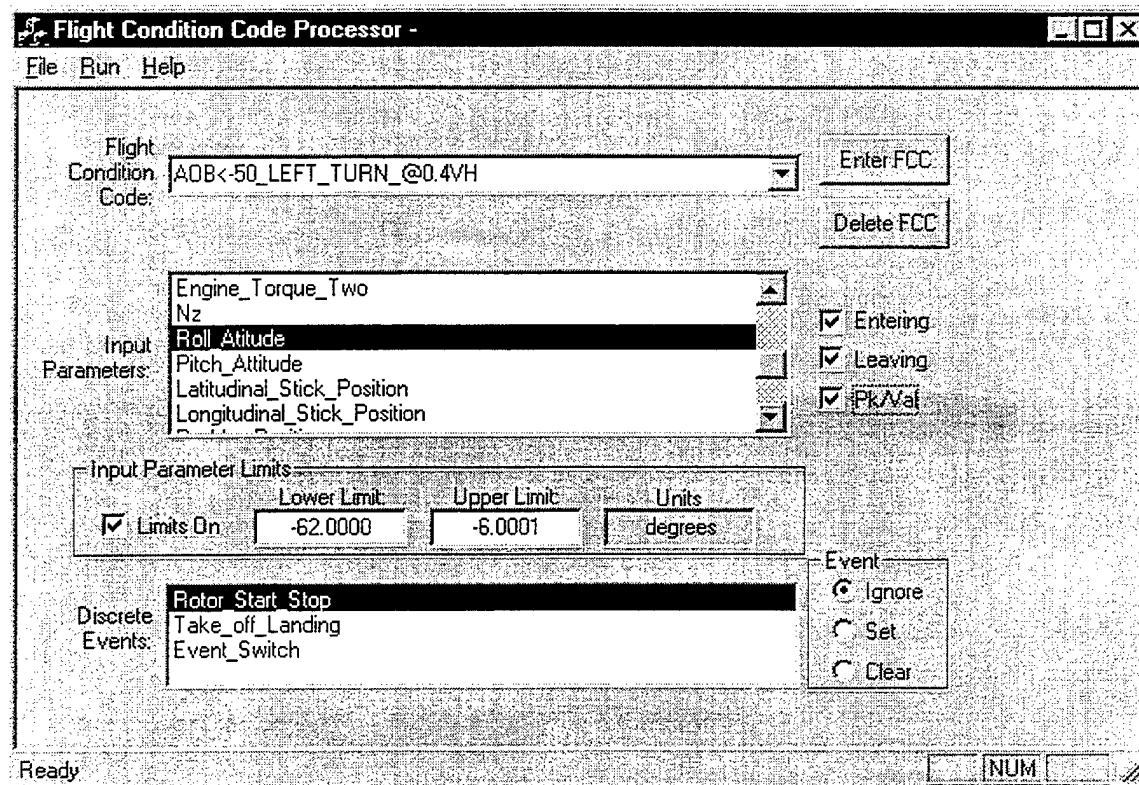 Flight Condition Code Processor -
File Run Help
Flight
Condition
Code:
AOB<-50_LEFT_TURN_@0.4VH
Enter FCC
Delete FCC
Input
Parameters:
Engine_Torque_Two
Nz
Roll_Atitude
Pitch_Attitude
Latitudinal_Stick_Position
Longitudinal_Stick_Position
Entering
Leaving
Pk/Val
Input Parameter Limits
Limits On
Lower Limit:
-62.0000
Upper Limit:
-6.0001
Units
degrees
Discrete
Events:
Rotor_Start_Stop
Take_off_Landing
Event_Switch
Event
Ignore
Set
Clear
Ready
NUM